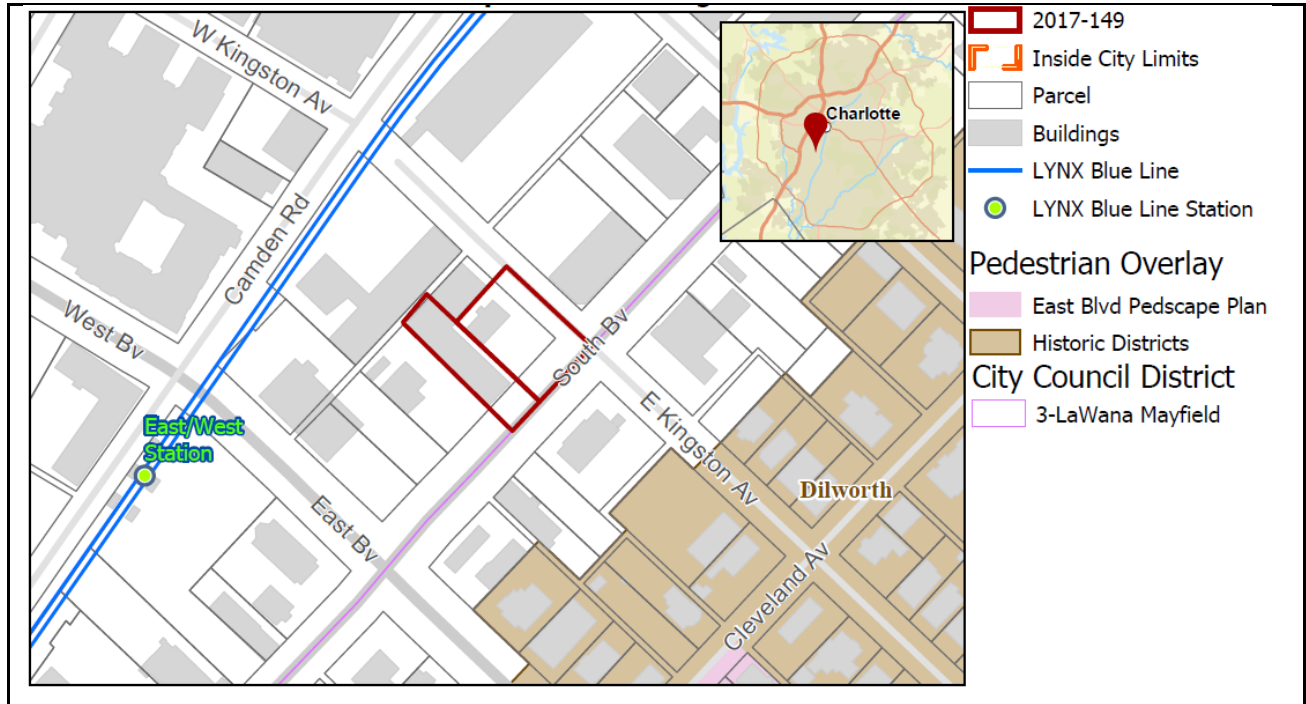 W Kingston Av
Camden Rd
West Bv
East/West
Station
East Bv
South Bv
E Kingston Av
Dilworth
Cleveland Av
Charlotte
2017-149
Inside City Limits
Parcel
Buildings
LYNX Blue Line
LYNX Blue Line Station
Pedestrian Overlay
East Blvd Pedscape Plan
Historic Districts
City Council District
3-LaWana Mayfield